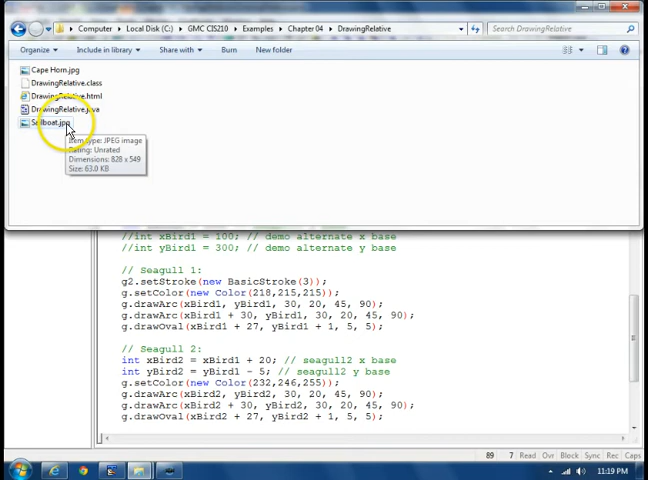 Computer ▸ Local Disk (C:) ▸ GMC CIS210 ▸ Examples ▸ Chapter 04 ▸ DrawingRelative
Search DrawingRelative
Organize ▾ Include in library ▾ Share with ▾ Burn New folder
Cape Horn.jpg
DrawingRelative.class
DrawingRelative.html
DrawingRelative.java
Sailboat.jpg
Item type: JPEG image
Rating: Unrated
Dimensions: 828 x 549
Size: 63.0 KB
//int xBird1 = 100; // demo alternate x base
//int yBird1 = 300; // demo alternate y base
// Seagull 1:
g2.setStroke(new BasicStroke(3));
g.setColor(new Color(218,215,215));
g.drawArc(xBird1, yBird1, 30, 20, 45, 90);
g.drawArc(xBird1 + 30, yBird1, 30, 20, 45, 90);
g.drawOval(xBird1 + 27, yBird1 + 1, 5, 5);
// Seagull 2:
int xBird2 = xBird1 + 20; // seagull2 x base
int yBird2 = yBird1 - 5; // seagull2 y base
g.setColor(new Color(232,246,255));
g.drawArc(xBird2, yBird2, 30, 20, 45, 90);
g.drawArc(xBird2 + 30, yBird2, 30, 20, 45, 90);
g.drawOval(xBird2 + 27, yBird2 + 1, 5, 5);
89 7 Read Ovr Block Sync Rec Caps
11:19 PM